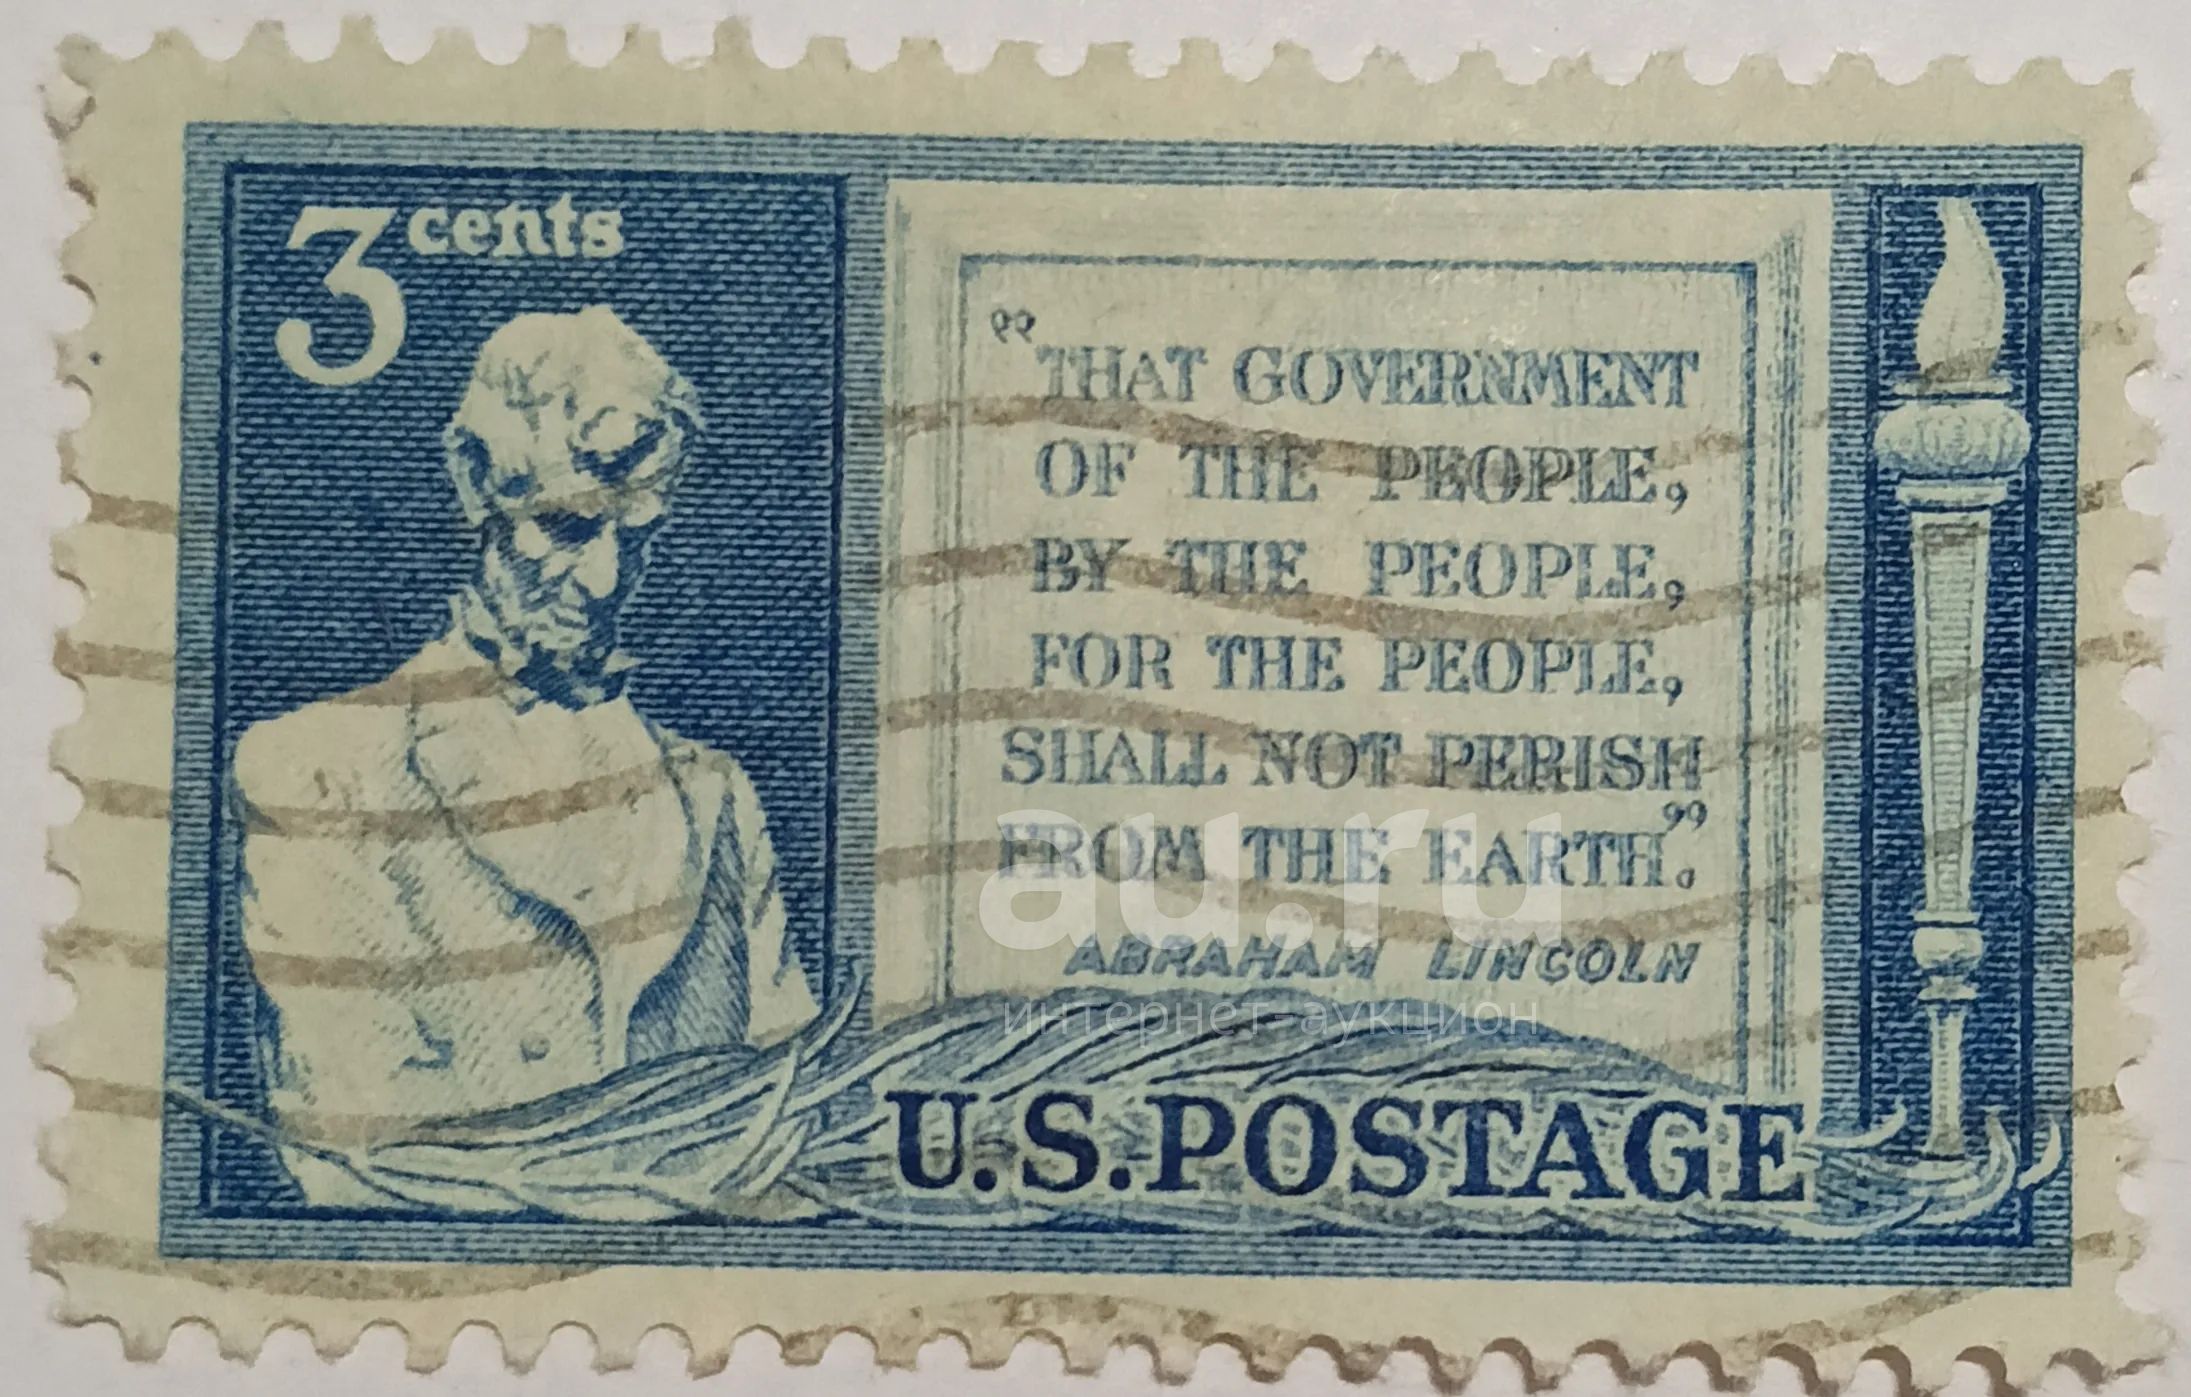 3 cents
"THAT GOVERNMENT
OF THE PEOPLE,
BY THE PEOPLE,
FOR THE PEOPLE,
SHALL NOT PERISH
FROM THE EARTH."
ABRAHAM LINCOLN
U.S.POSTAGE
au.ru
интернет-аукцион